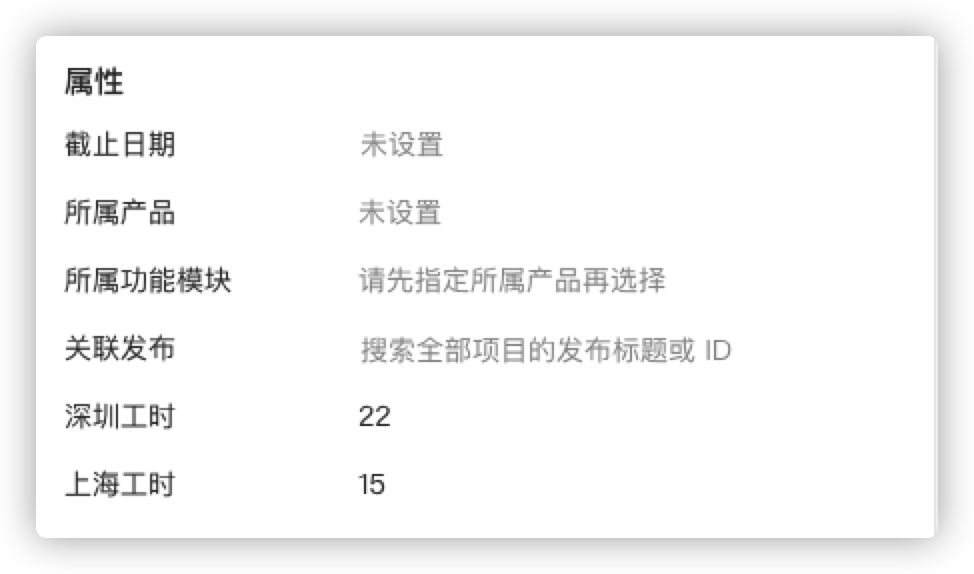 属性
截止日期 未设置
所属产品 未设置
所属功能模块 请先指定所属产品再选择
关联发布 搜索全部项目的发布标题或 ID
深圳工时 22
上海工时 15